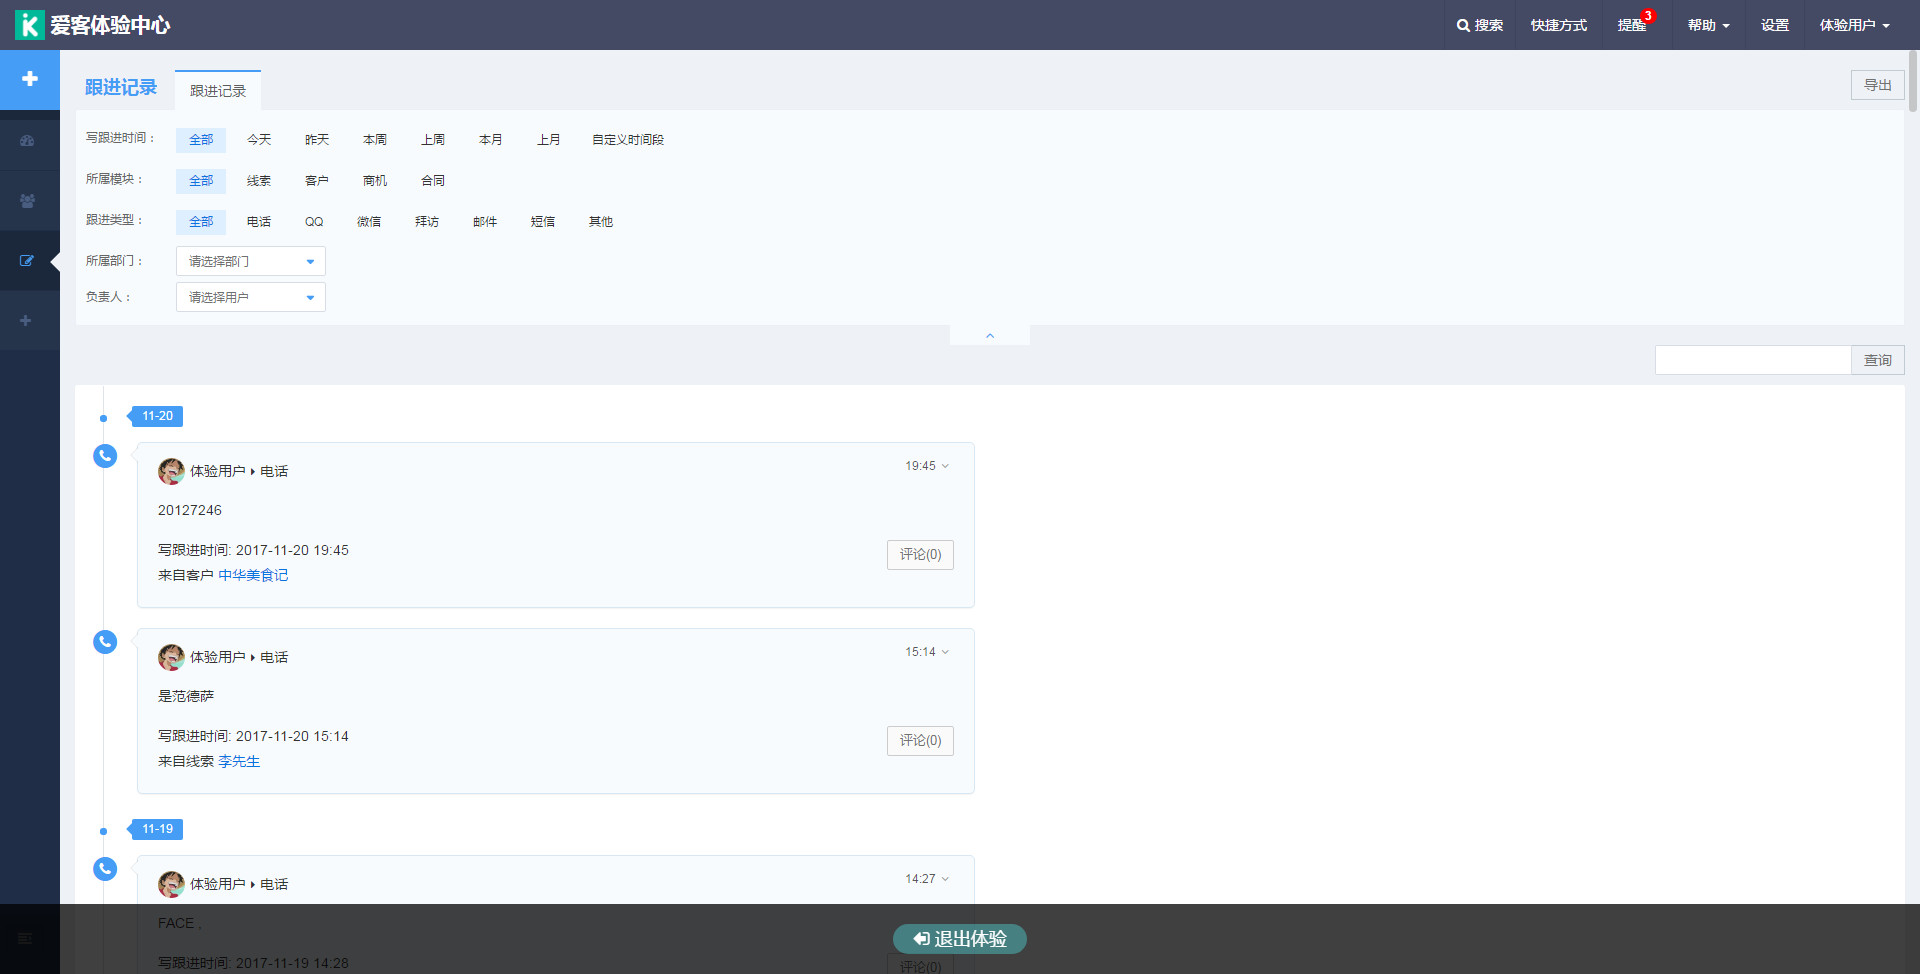 爱客体验中心
搜索 快捷方式 提醒 3 帮助 设置 体验用户
跟进记录 跟进记录 导出
写跟进时间： 全部 今天 昨天 本周 上周 本月 上月 自定义时间段
所属模块： 全部 线索 客户 商机 合同
跟进类型： 全部 电话 QQ 微信 拜访 邮件 短信 其他
所属部门： 请选择部门
负责人： 请选择用户
查询
11-20
体验用户 电话 19:45
20127246
写跟进时间: 2017-11-20 19:45
评论(0)
来自客户 中华美食记
体验用户 电话 15:14
是范德萨
写跟进时间: 2017-11-20 15:14
评论(0)
来自线索 李先生
11-19
体验用户 电话 14:27
FACE .
退出体验
写跟进时间: 2017-11-19 14:28
评论(0)